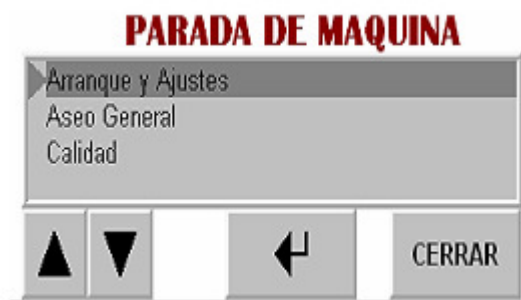 PARADA DE MAQUINA
Arranque y Ajustes
Aseo General
Calidad
CERRAR